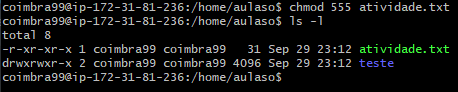 coimbra99@ip-172-31-81-236:/home/aulaso$ chmod 555 atividade.txt
coimbra99@ip-172-31-81-236:/home/aulaso$ ls -l
total 8
-r-xr-xr-x 1 coimbra99 coimbra99   31 Sep 29 23:12 atividade.txt
drwxrwxr-x 2 coimbra99 coimbra99 4096 Sep 29 23:12 teste
coimbra99@ip-172-31-81-236:/home/aulaso$